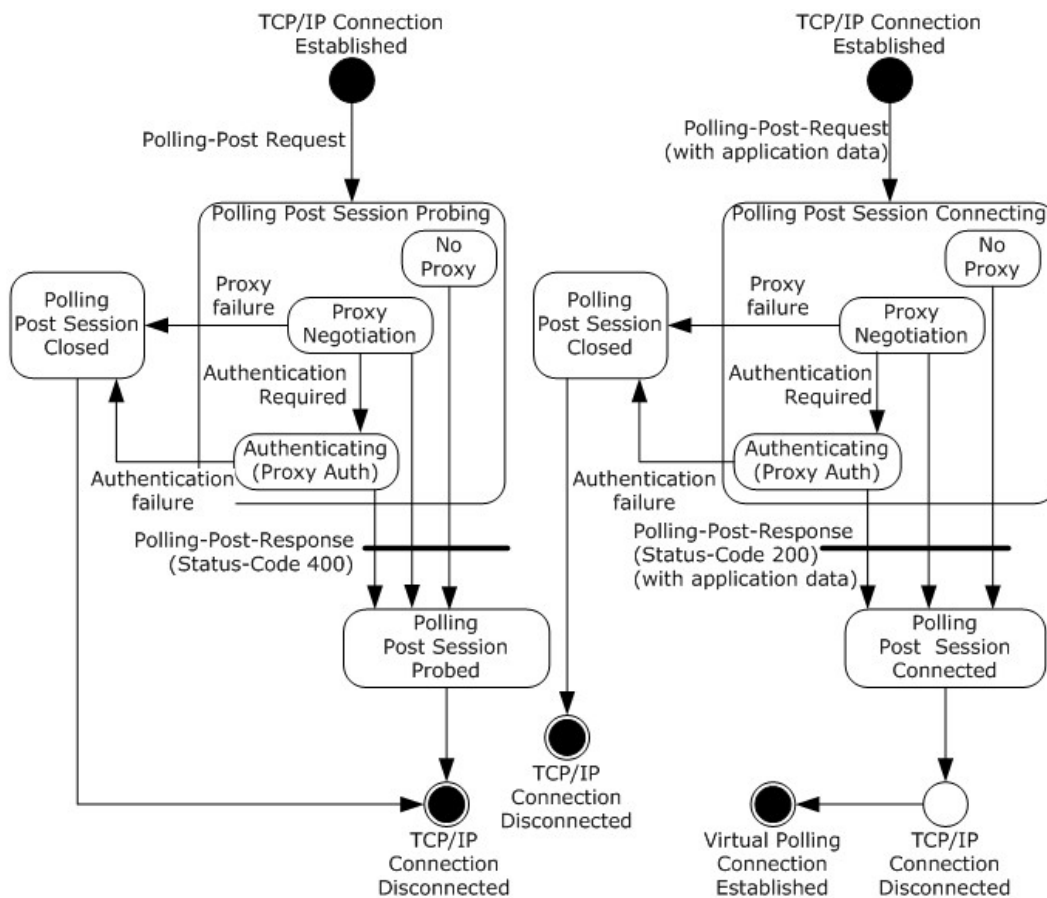 TCP/IP Connection
Established
TCP/IP Connection
Established
Polling-Post Request
Polling-Post-Request
(with application data)
Polling Post Session Probing
Polling Post Session Connecting
No
Proxy
No
Proxy
Polling
Post Session
Closed
Proxy
failure
Proxy
Negotiation
Polling
Post Session
Closed
Proxy
failure
Proxy
Negotiation
Authentication
Required
Authentication
Required
Authenticating
(Proxy Auth)
Authenticating
(Proxy Auth)
Authentication
failure
Authentication
failure
Polling-Post-Response
(Status-Code 400)
Polling-Post-Response
(Status-Code 200)
(with application data)
Polling
Post Session
Probed
Polling
Post Session
Connected
TCP/IP
Connection
Disconnected
TCP/IP
Connection
Disconnected
Virtual Polling
Connection
Established
TCP/IP
Connection
Disconnected